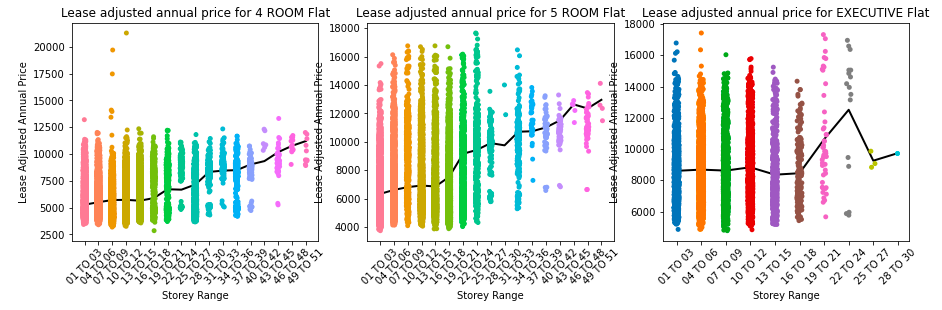 Lease adjusted annual price for 4 ROOM Flat
Lease Adjusted Annual Price
20000
17500
15000
12500
10000
7500
5000
2500
01 TO 03
04 TO 06
07 TO 09
10 TO 12
13 TO 15
16 TO 18
19 TO 21
22 TO 24
25 TO 27
28 TO 30
31 TO 33
34 TO 36
37 TO 39
40 TO 42
43 TO 45
46 TO 48
49 TO 51
Storey Range
Lease adjusted annual price for 5 ROOM Flat
Lease Adjusted Annual Price
18000
16000
14000
12000
10000
8000
6000
4000
01 TO 03
04 TO 06
07 TO 09
10 TO 12
13 TO 15
16 TO 18
19 TO 21
22 TO 24
25 TO 27
28 TO 30
31 TO 33
34 TO 36
37 TO 39
40 TO 42
43 TO 45
46 TO 48
49 TO 51
Storey Range
Lease adjusted annual price for EXECUTIVE Flat
Lease Adjusted Annual Price
16000
14000
12000
10000
8000
6000
01 TO 03
04 TO 06
07 TO 09
10 TO 12
13 TO 15
16 TO 18
19 TO 21
22 TO 24
25 TO 27
28 TO 30
Storey Range